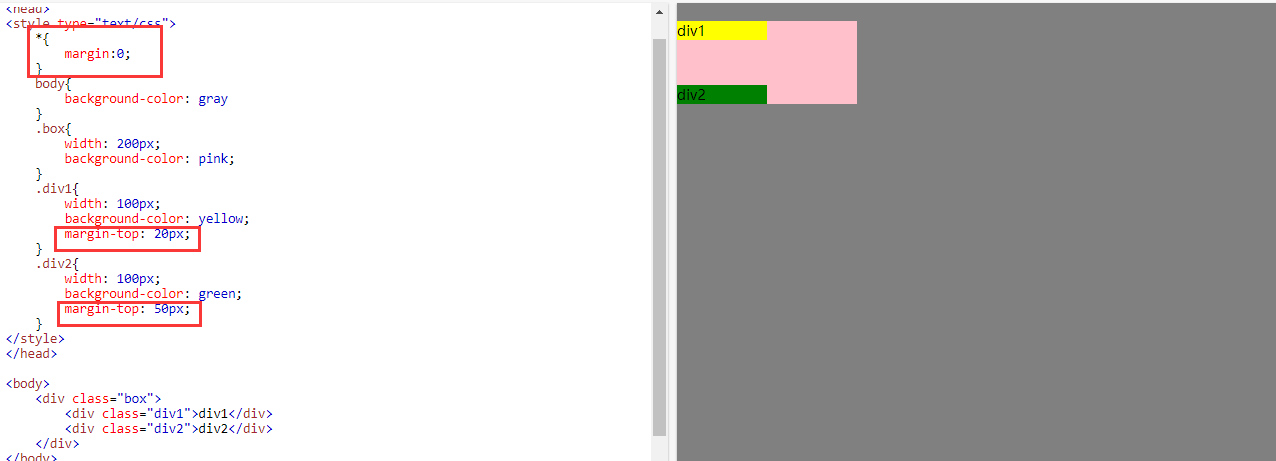 <head>
<style type="text/css">
*{
margin:0;
}
body{
background-color: gray
}
.box{
width: 200px;
background-color: pink;
}
.div1{
width: 100px;
background-color: yellow;
margin-top: 20px;
}
.div2{
width: 100px;
background-color: green;
margin-top: 50px;
}
</style>
</head>
<body>
<div class="box">
<div class="div1">div1</div>
<div class="div2">div2</div>
</div>
</body>
div1
div2